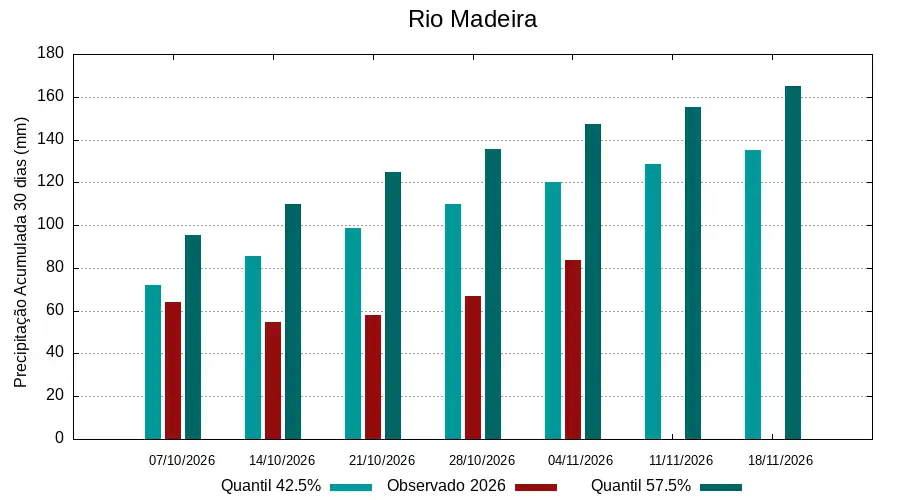 Rio Madeira
Precipitação Acumulada 30 dias (mm)
180
160
140
120
100
80
60
40
20
0
07/10/2026 14/10/2026 21/10/2026 28/10/2026 04/11/2026 11/11/2026 18/11/2026
Quantil 42.5% Observado 2026 Quantil 57.5%